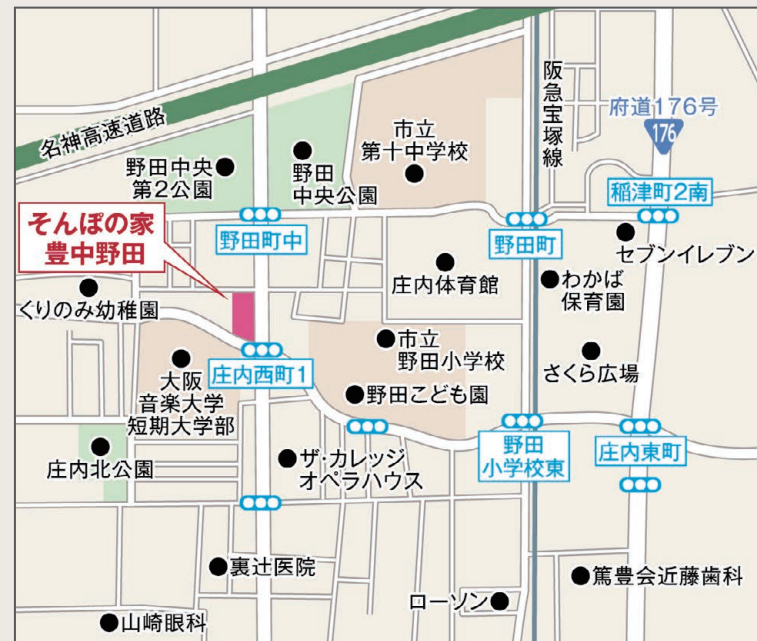 名神高速道路
市立
第十中学校
阪急宝塚線
府道176号
176
野田中央
第2公園
野田
中央公園
稲津町2南
そんぽの家
豊中野田
野田町中
野田町
セブンイレブン
庄内体育館
わかば
保育園
くりのみ幼稚園
市立
野田小学校
さくら広場
庄内西町1
大阪
音楽大学
短期大学部
野田こども園
野田
小学校東
庄内東町
庄内北公園
ザ・カレッジ
オペラハウス
裏辻医院
篤豊会近藤歯科
ローソン
山崎眼科